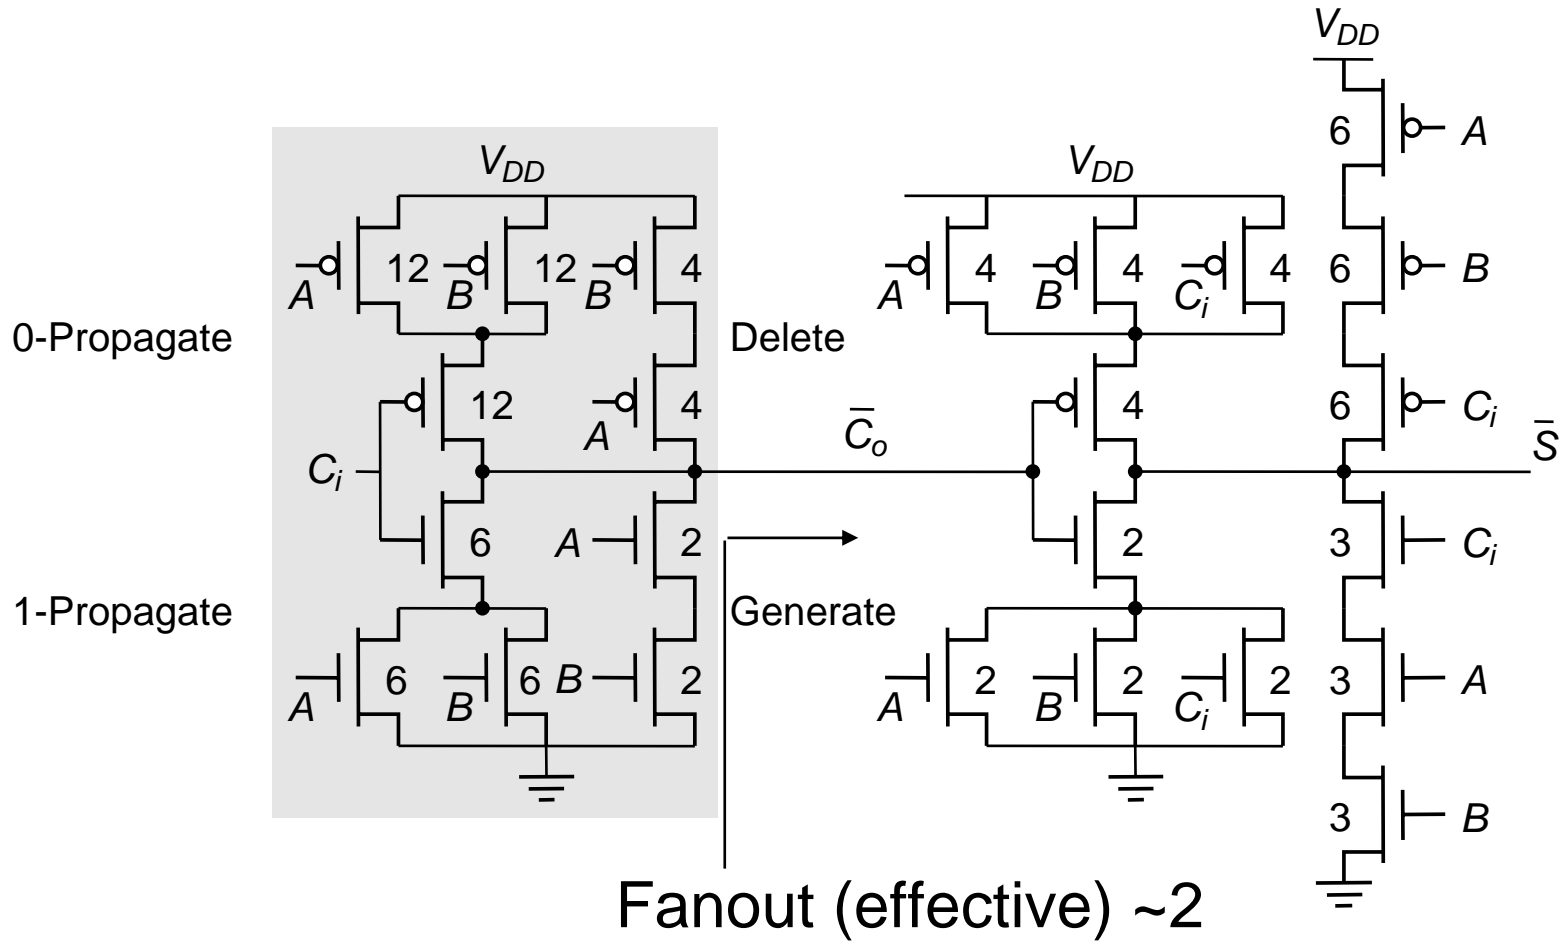 V_DD
6 A
V_DD V_DD
12 12 4 4 4 4 6 B
A B B A B C_i
0-Propagate Delete
12 4 4 6 C_i
A C̅_o S̅
C_i
6 A 2 2 3 C_i
1-Propagate Generate
6 6 B 2 2 2 2 3 A
A B A B C_i
3 B
Fanout (effective) ~2